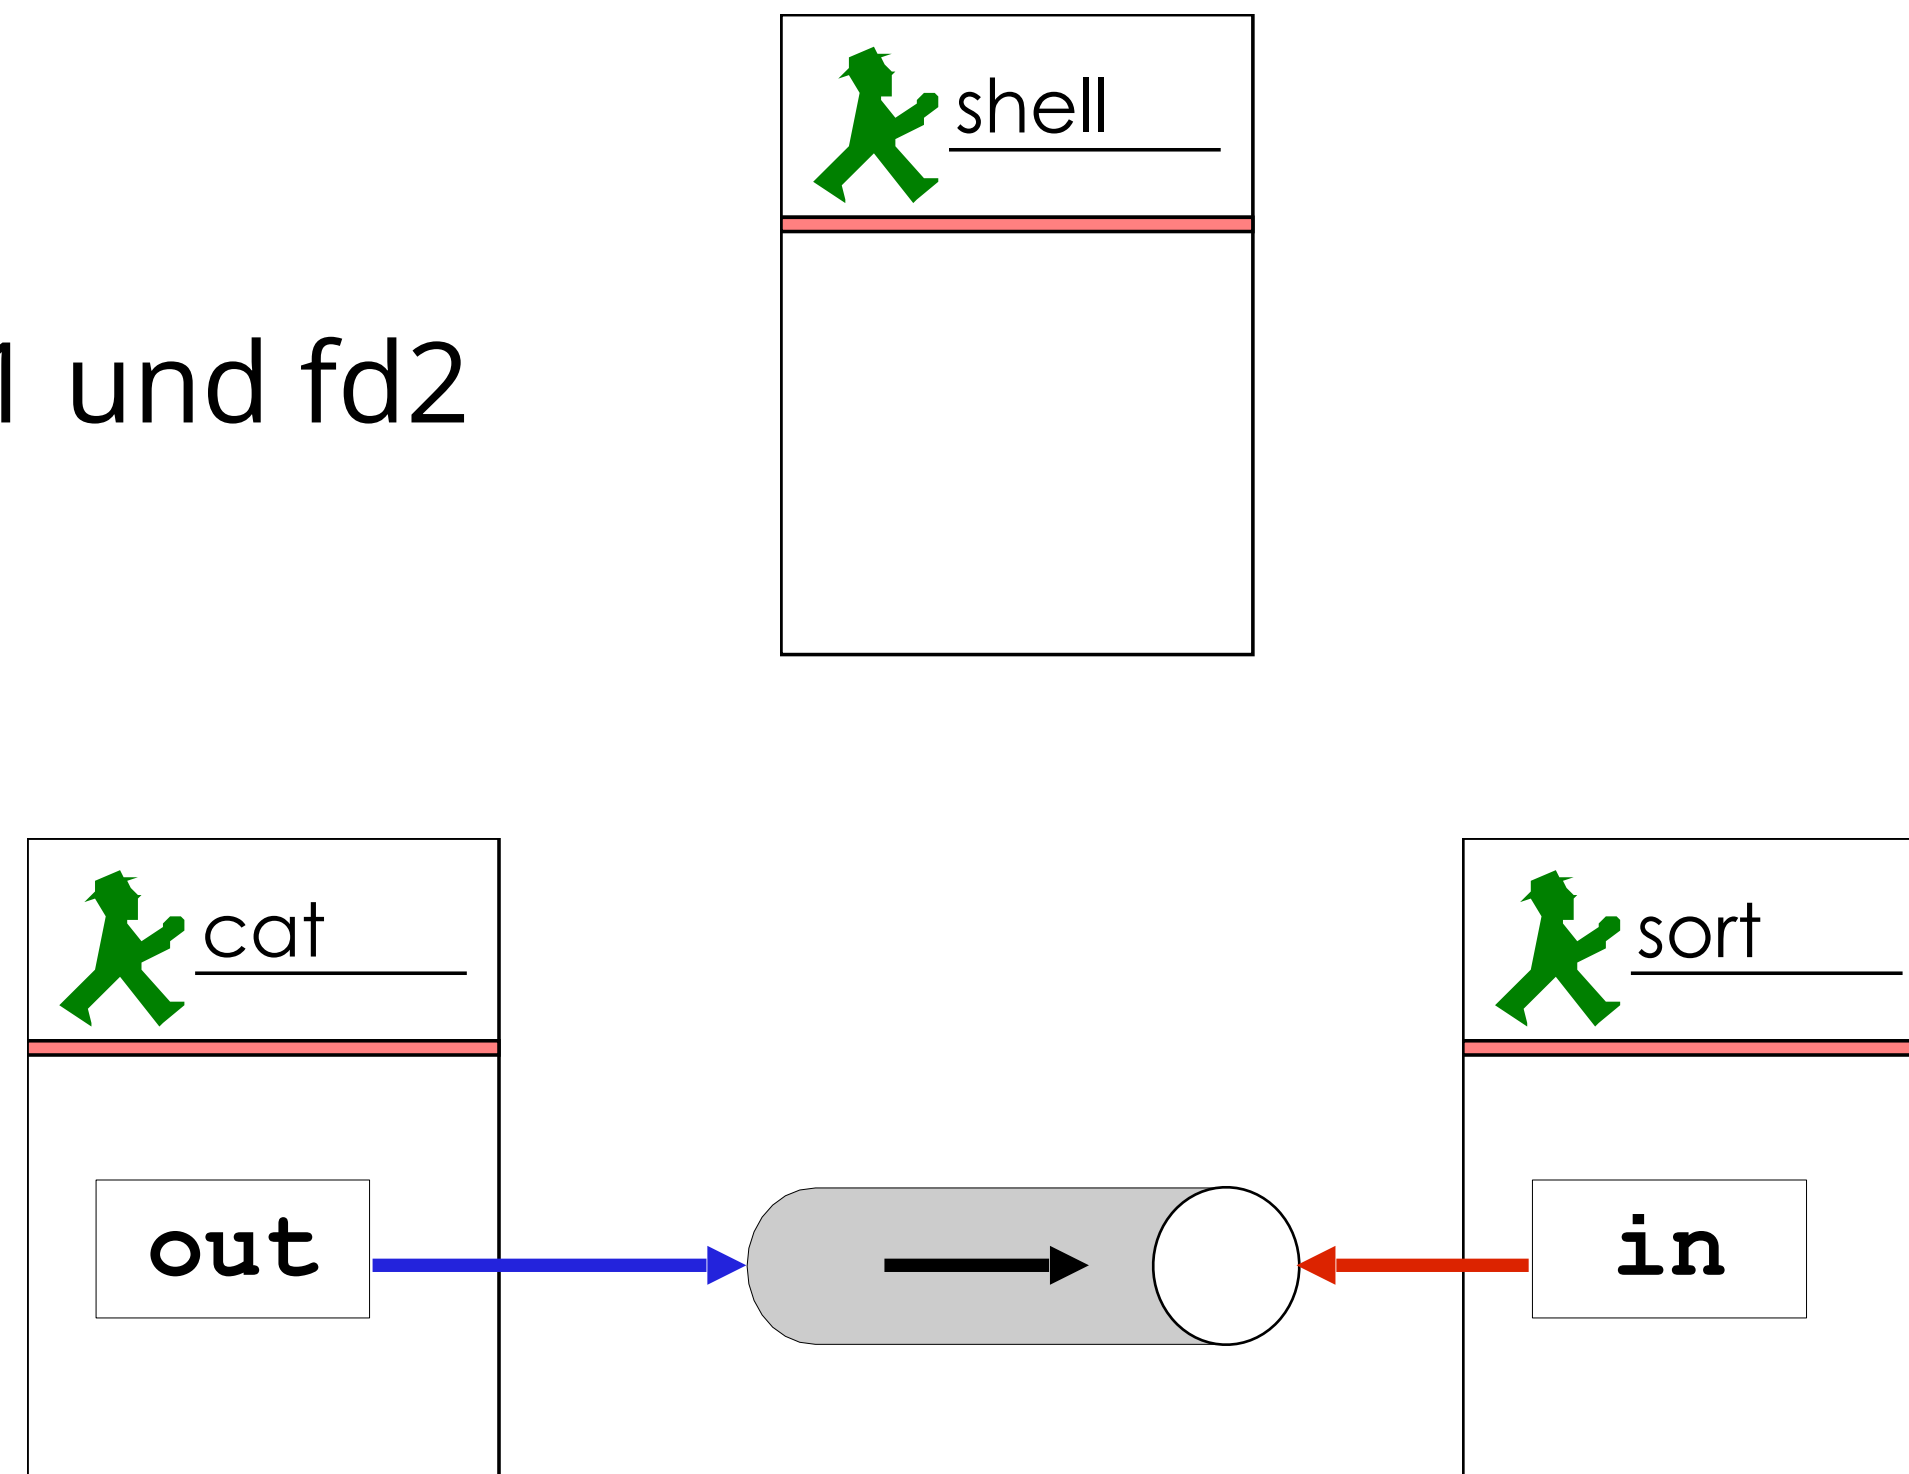 shell
1 und fd2
cat
sort
out
in